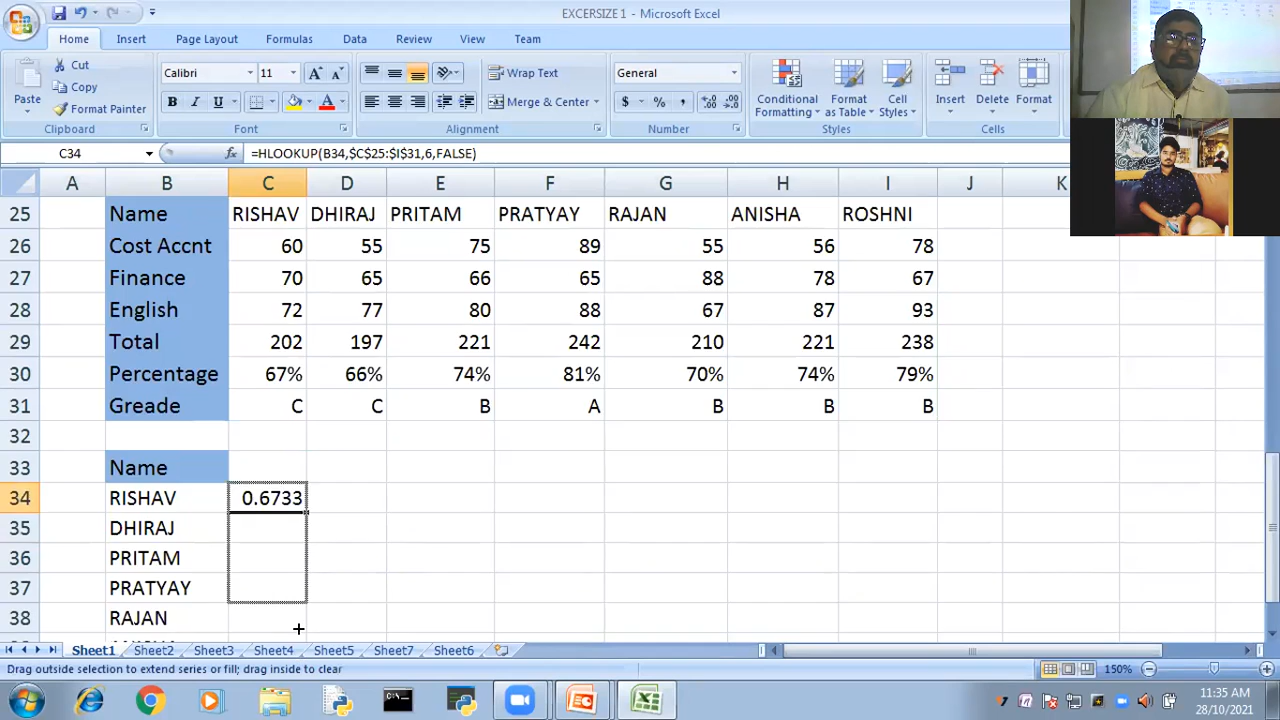 EXCERSIZE 1 - Microsoft Excel
Home Insert Page Layout Formulas Data Review View Team
Paste
Cut
Copy
Format Painter
Clipboard
Calibri 11
B I U
Font
Wrap Text
Merge & Center
Alignment
General
$ % ,
Number
Conditional Formatting
Format as Table
Cell Styles
Styles
Insert Delete Format
Cells
C34 fx =HLOOKUP(B34,$C$25:$I$31,6,FALSE)
A B C D E F G H I J K
25 Name RISHAV DHIRAJ PRITAM PRATYAY RAJAN ANISHA ROSHNI
26 Cost Accnt 60 55 75 89 55 56 78
27 Finance 70 65 66 65 88 78 67
28 English 72 77 80 88 67 87 93
29 Total 202 197 221 242 210 221 238
30 Percentage 67% 66% 74% 81% 70% 74% 79%
31 Greade C C B A B B B
32
33 Name
34 RISHAV 0.6733
35 DHIRAJ
36 PRITAM
37 PRATYAY
38 RAJAN
Sheet1 Sheet2 Sheet3 Sheet4 Sheet5 Sheet7 Sheet6
Drag outside selection to extend series or fill; drag inside to clear 150%
11:35 AM
28/10/2021